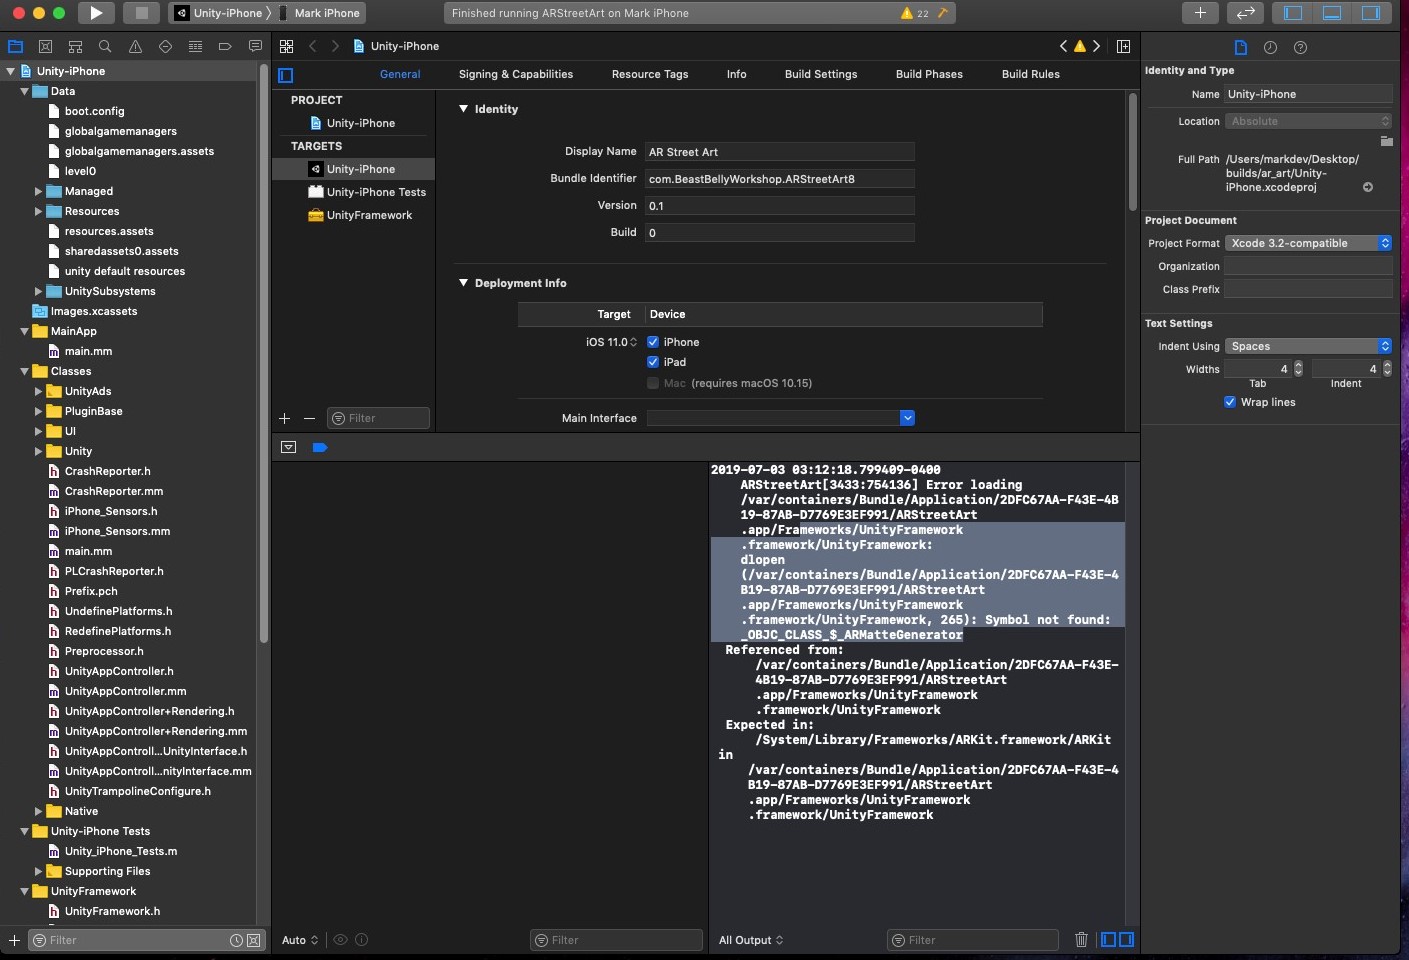 Unity-iPhone
Mark iPhone
Finished running ARStreetArt on Mark iPhone
22
Unity-iPhone
Unity-iPhone
Data
boot.config
globalgamemanagers
globalgamemanagers.assets
level0
Managed
Resources
resources.assets
sharedassets0.assets
unity default resources
UnitySubsystems
Images.xcassets
MainApp
main.mm
Classes
UnityAds
PluginBase
UI
Unity
CrashReporter.h
CrashReporter.mm
iPhone_Sensors.h
iPhone_Sensors.mm
main.mm
PLCrashReporter.h
Prefix.pch
UndefinePlatforms.h
RedefinePlatforms.h
Preprocessor.h
UnityAppController.h
UnityAppController.mm
UnityAppController+Rendering.h
UnityAppController+Rendering.mm
UnityAppControll...UnityInterface.h
UnityAppControll...nityInterface.mm
UnityTrampolineConfigure.h
Native
Unity-iPhone Tests
Unity_iPhone_Tests.m
Supporting Files
UnityFramework
UnityFramework.h
Filter
General
Signing & Capabilities
Resource Tags
Info
Build Settings
Build Phases
Build Rules
PROJECT
Unity-iPhone
TARGETS
Unity-iPhone
Unity-iPhone Tests
UnityFramework
Filter
Identity
Display Name AR Street Art
Bundle Identifier com.BeastBellyWorkshop.ARStreetArt8
Version 0.1
Build 0
Deployment Info
Target Device
iOS 11.0 iPhone
iPad
Mac (requires macOS 10.15)
Main Interface
2019-07-03 03:12:18.799409-0400
ARStreetArt[3433:754136] Error loading
/var/containers/Bundle/Application/2DFC67AA-F43E-4B
19-87AB-D7769E3EF991/ARStreetArt
.app/Frameworks/UnityFramework
.framework/UnityFramework:
dlopen
(/var/containers/Bundle/Application/2DFC67AA-F43E-4
B19-87AB-D7769E3EF991/ARStreetArt
.app/Frameworks/UnityFramework
.framework/UnityFramework, 265): Symbol not found:
_OBJC_CLASS_$_ARMatteGenerator
Referenced from:
/var/containers/Bundle/Application/2DFC67AA-F43E-
4B19-87AB-D7769E3EF991/ARStreetArt
.app/Frameworks/UnityFramework
.framework/UnityFramework
Expected in:
/System/Library/Frameworks/ARKit.framework/ARKit
in
/var/containers/Bundle/Application/2DFC67AA-F43E-4
B19-87AB-D7769E3EF991/ARStreetArt
.app/Frameworks/UnityFramework
.framework/UnityFramework
Auto
Filter
All Output
Filter
Identity and Type
Name Unity-iPhone
Location Absolute
Full Path /Users/markdev/Desktop/
builds/ar_art/Unity-
iPhone.xcodeproj
Project Document
Project Format Xcode 3.2-compatible
Organization
Class Prefix
Text Settings
Indent Using Spaces
Widths 4 4
Tab Indent
Wrap lines